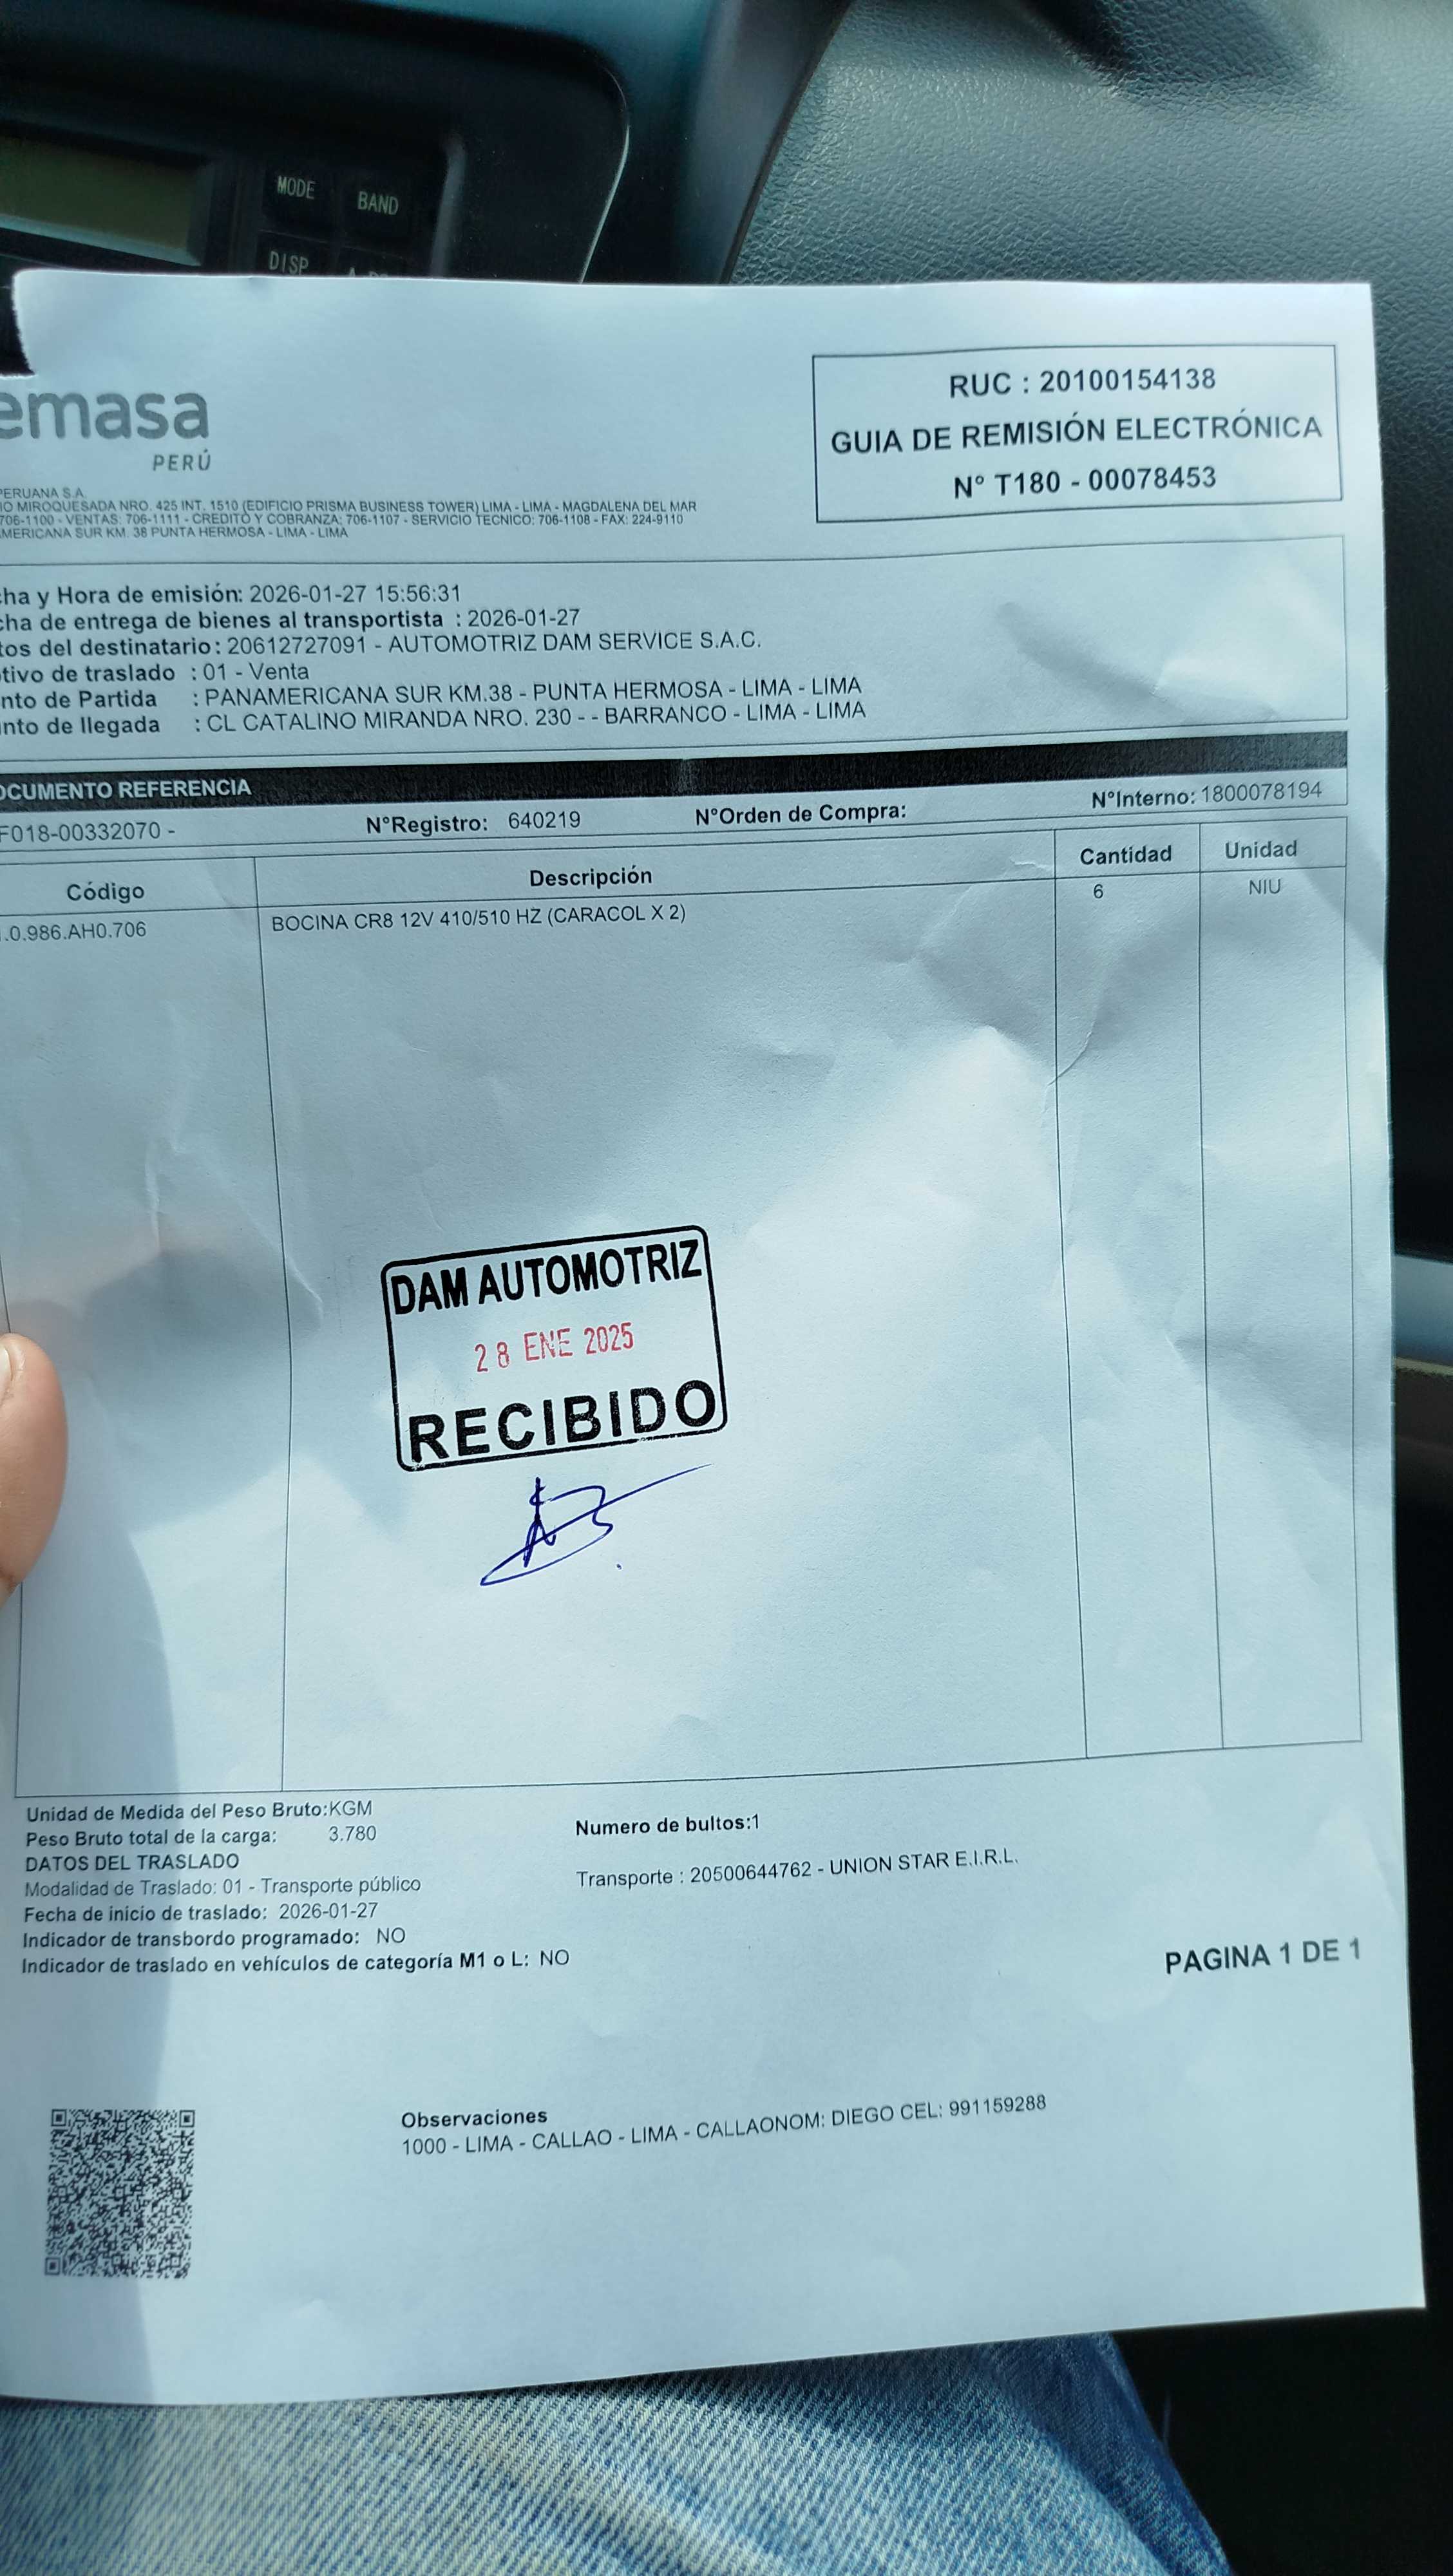 MODE
BAND
DISP
emasa
PERÚ
RUC : 20100154138
GUIA DE REMISIÓN ELECTRÓNICA
N° T180 - 00078453
PERUANA S.A.
IO MIROQUESADA NRO. 425 INT. 1510 (EDIFICIO PRISMA BUSINESS TOWER) LIMA - LIMA - MAGDALENA DEL MAR
706-1100 - VENTAS: 706-1111 - CREDITO Y COBRANZA: 706-1107 - SERVICIO TECNICO: 706-1108 - FAX: 224-9110
MERICANA SUR KM. 38 PUNTA HERMOSA - LIMA - LIMA
cha y Hora de emisión: 2026-01-27 15:56:31
cha de entrega de bienes al transportista : 2026-01-27
tos del destinatario: 20612727091 - AUTOMOTRIZ DAM SERVICE S.A.C.
tivo de traslado : 01 - Venta
nto de Partida : PANAMERICANA SUR KM.38 - PUNTA HERMOSA - LIMA - LIMA
nto de llegada : CL CATALINO MIRANDA NRO. 230 - - BARRANCO - LIMA - LIMA
OCUMENTO REFERENCIA
F018-00332070 - N°Registro: 640219 N°Orden de Compra: N°Interno: 1800078194
Código Descripción Cantidad Unidad
.0.986.AH0.706 BOCINA CR8 12V 410/510 HZ (CARACOL X 2) 6 NIU
DAM AUTOMOTRIZ
28 ENE 2025
RECIBIDO
Unidad de Medida del Peso Bruto:KGM
Peso Bruto total de la carga: 3.780 Numero de bultos:1
DATOS DEL TRASLADO
Modalidad de Traslado: 01 - Transporte público Transporte : 20500644762 - UNION STAR E.I.R.L.
Fecha de inicio de traslado: 2026-01-27
Indicador de transbordo programado: NO
Indicador de traslado en vehículos de categoría M1 o L: NO
PAGINA 1 DE 1
Observaciones
1000 - LIMA - CALLAO - LIMA - CALLAONOM: DIEGO CEL: 991159288